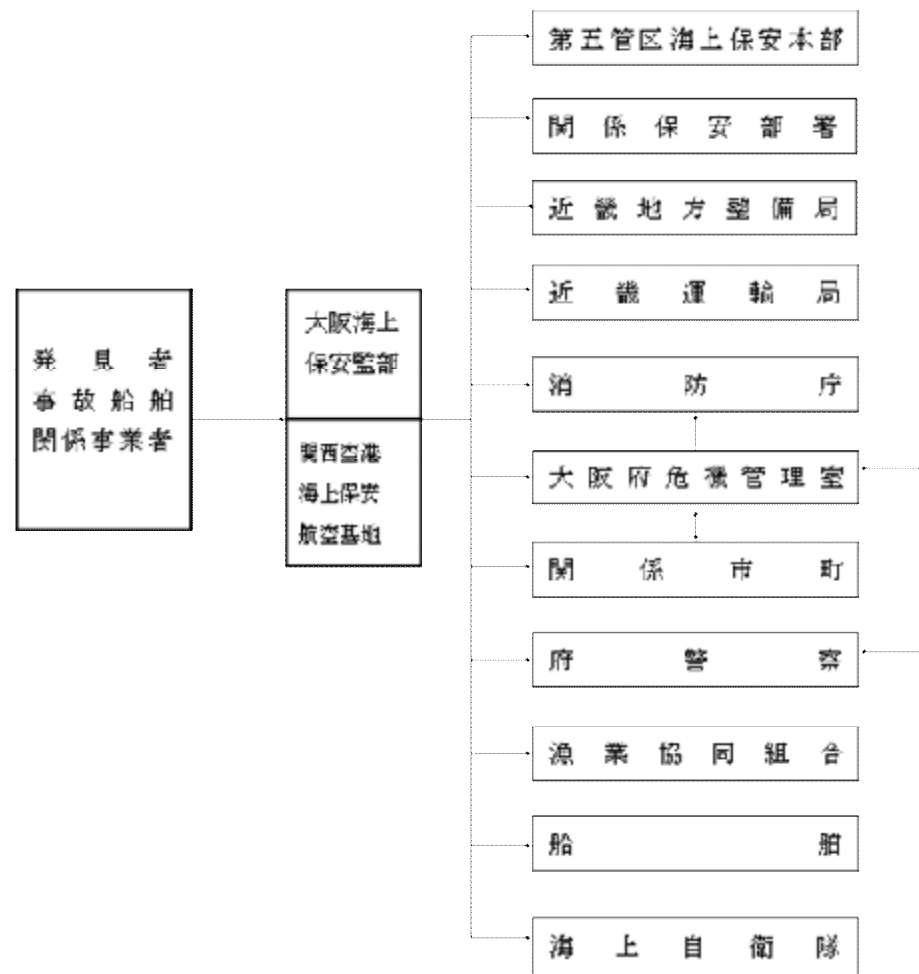 第五管区海上保安本部
関係保安部署
近畿地方整備局
近畿運輸局
発見者
事故船舶
関係事業者
大阪海上
保安監部
関西空港
海上保安
航空基地
消防庁
大阪府危機管理室
関係市町
府警察
漁業協同組合
船舶
海上自衛隊